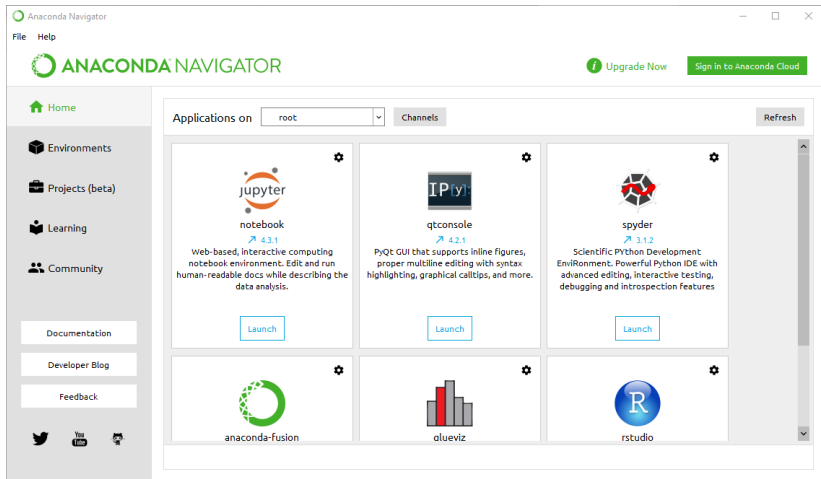 Anaconda Navigator
File Help
ANACONDA NAVIGATOR
i Upgrade Now Sign in to Anaconda Cloud
Home
Environments
Projects (beta)
Learning
Community
Documentation
Developer Blog
Feedback
You
Tube
Applications on root Channels Refresh
jupyter
notebook
4.3.1
Web-based, interactive computing
notebook environment. Edit and run
human-readable docs while describing the
data analysis.
Launch
IP[y]:
qtconsole
4.2.1
PyQt GUI that supports inline figures,
proper multiline editing with syntax
highlighting, graphical calltips, and more.
Launch
spyder
3.1.2
Scientific PYthon Development
EnviRonment. Powerful Python IDE with
advanced editing, interactive testing,
debugging and introspection features
Launch
anaconda-fusion
glueviz
R
rstudio